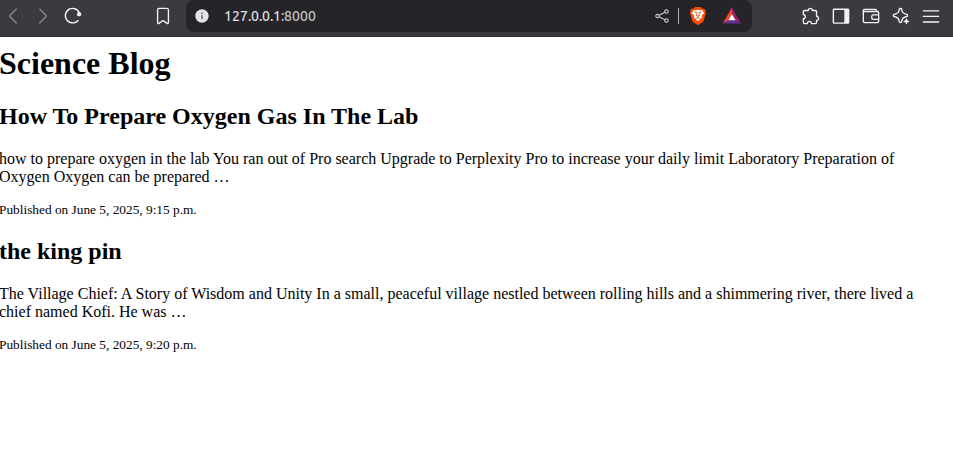 127.0.0.1:8000
Science Blog
How To Prepare Oxygen Gas In The Lab
how to prepare oxygen in the lab You ran out of Pro search Upgrade to Perplexity Pro to increase your daily limit Laboratory Preparation of
Oxygen Oxygen can be prepared …
Published on June 5, 2025, 9:15 p.m.
the king pin
The Village Chief: A Story of Wisdom and Unity In a small, peaceful village nestled between rolling hills and a shimmering river, there lived a
chief named Kofi. He was …
Published on June 5, 2025, 9:20 p.m.